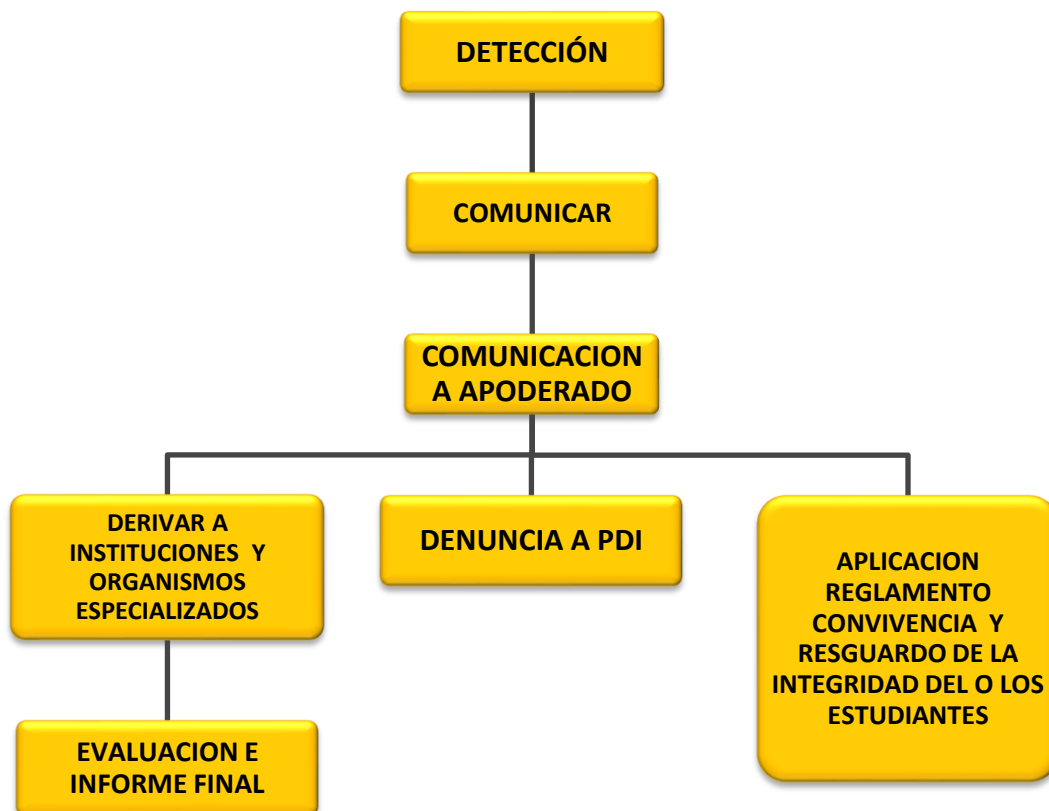 DETECCIÓN
COMUNICAR
COMUNICACION
A APODERADO
DERIVAR A
INSTITUCIONES Y
ORGANISMOS
ESPECIALIZADOS
DENUNCIA A PDI
APLICACION
REGLAMENTO
CONVIVENCIA Y
RESGUARDO DE LA
INTEGRIDAD DEL O LOS
ESTUDIANTES
EVALUACION E
INFORME FINAL